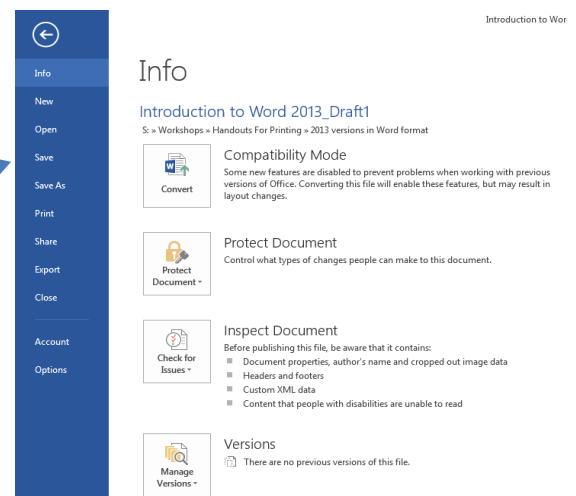 Introduction to Wor
Info
New
Open
Save
Save As
Print
Share
Export
Close
Account
Options
Info
Introduction to Word 2013_Draft1
S: » Workshops » Handouts For Printing » 2013 versions in Word format
Convert
Compatibility Mode
Some new features are disabled to prevent problems when working with previous
versions of Office. Converting this file will enable these features, but may result in
layout changes.
Protect
Document
Protect Document
Control what types of changes people can make to this document.
Check for
Issues
Inspect Document
Before publishing this file, be aware that it contains:
Document properties, author's name and cropped out image data
Headers and footers
Custom XML data
Content that people with disabilities are unable to read
Manage
Versions
Versions
There are no previous versions of this file.